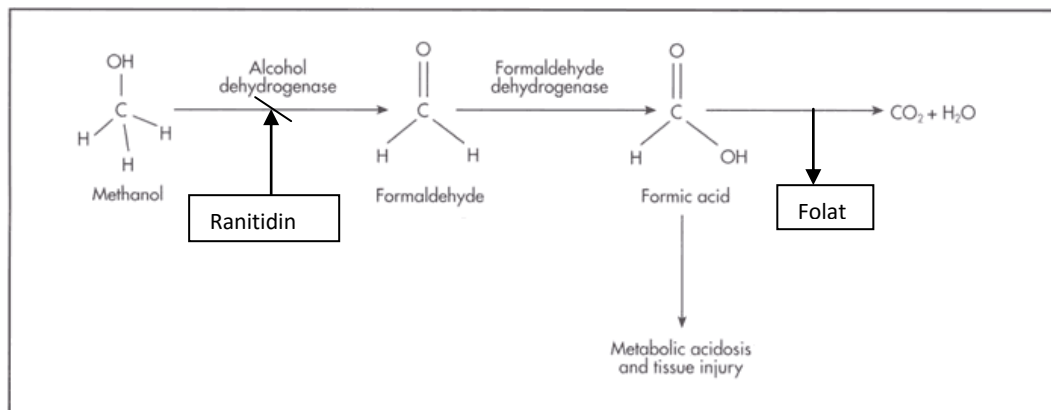 OH
C
H
H
H
Methanol
Alcohol
dehydrogenase
Ranitidin
O
C
H
H
Formaldehyde
Formaldehyde
dehydrogenase
O
C
H
OH
Formic acid
Folat
CO₂ + H₂O
Metabolic acidosis
and tissue injury